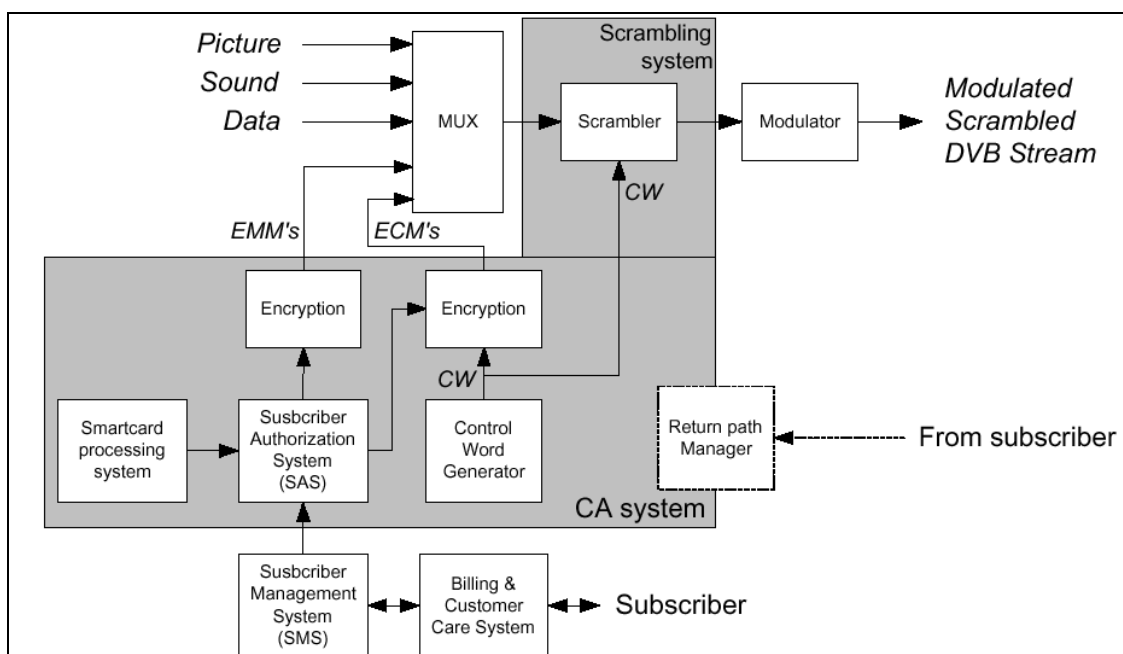 Picture
Sound
Data
MUX
Scrambling
system
Scrambler
Modulator
Modulated
Scrambled
DVB Stream
CW
EMM's
ECM's
Encryption
Encryption
CW
Smartcard
processing
system
Susbcriber
Authorization
System
(SAS)
Control
Word
Generator
Return path
Manager
From subscriber
CA system
Susbcriber
Management
System
(SMS)
Billing &
Customer
Care System
Subscriber